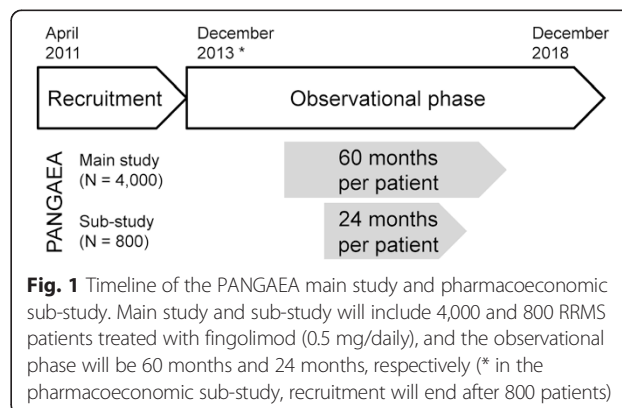 April
2011
December
2013 *
December
2018
Recruitment
Observational phase
PANGAEA
Main study
(N = 4,000)
60 months
per patient
Sub-study
(N = 800)
24 months
per patient
Fig. 1 Timeline of the PANGAEA main study and pharmacoeconomic
sub-study. Main study and sub-study will include 4,000 and 800 RRMS
patients treated with fingolimod (0.5 mg/daily), and the observational
phase will be 60 months and 24 months, respectively (* in the
pharmacoeconomic sub-study, recruitment will end after 800 patients)